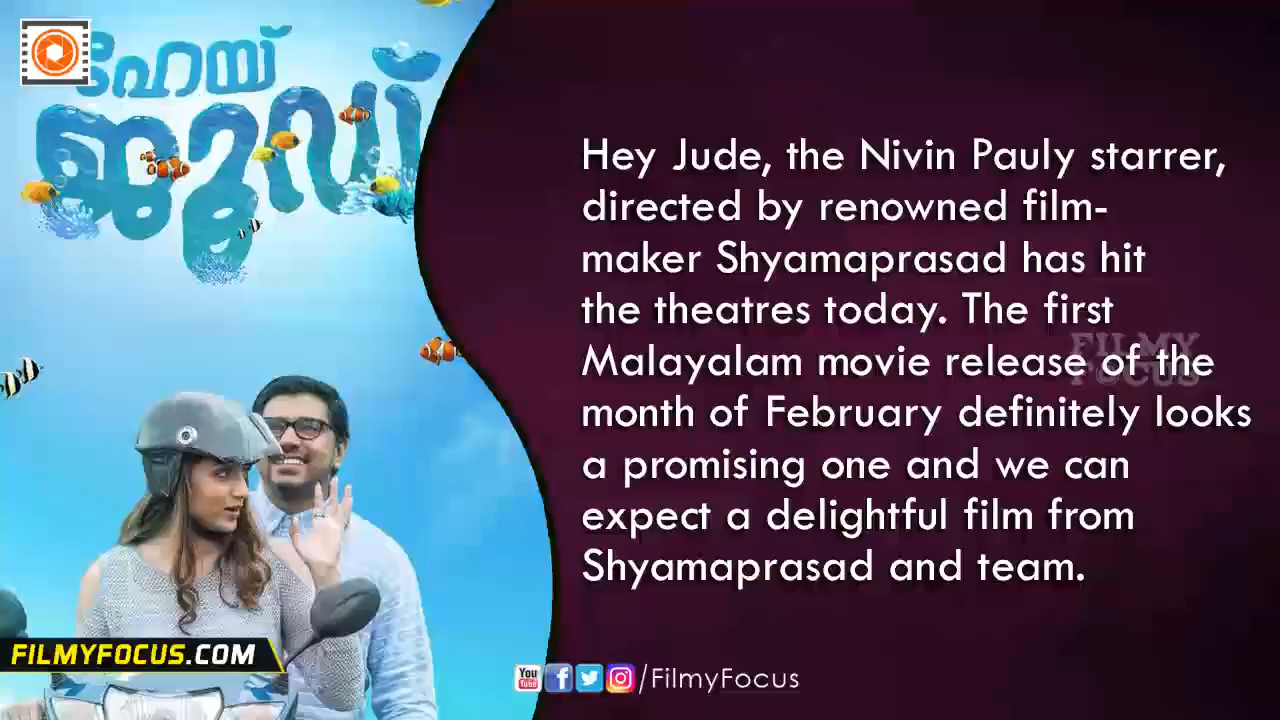 ഹേയ്
ജൂഡ്
Hey Jude, the Nivin Pauly starrer,
directed by renowned film-
maker Shyamaprasad has hit
the theatres today. The first
Malayalam movie release of the
month of February definitely looks
a promising one and we can
expect a delightful film from
Shyamaprasad and team.
FILMY
FOCUS
FILMYFOCUS.COM
You
Tube
/FilmyFocus